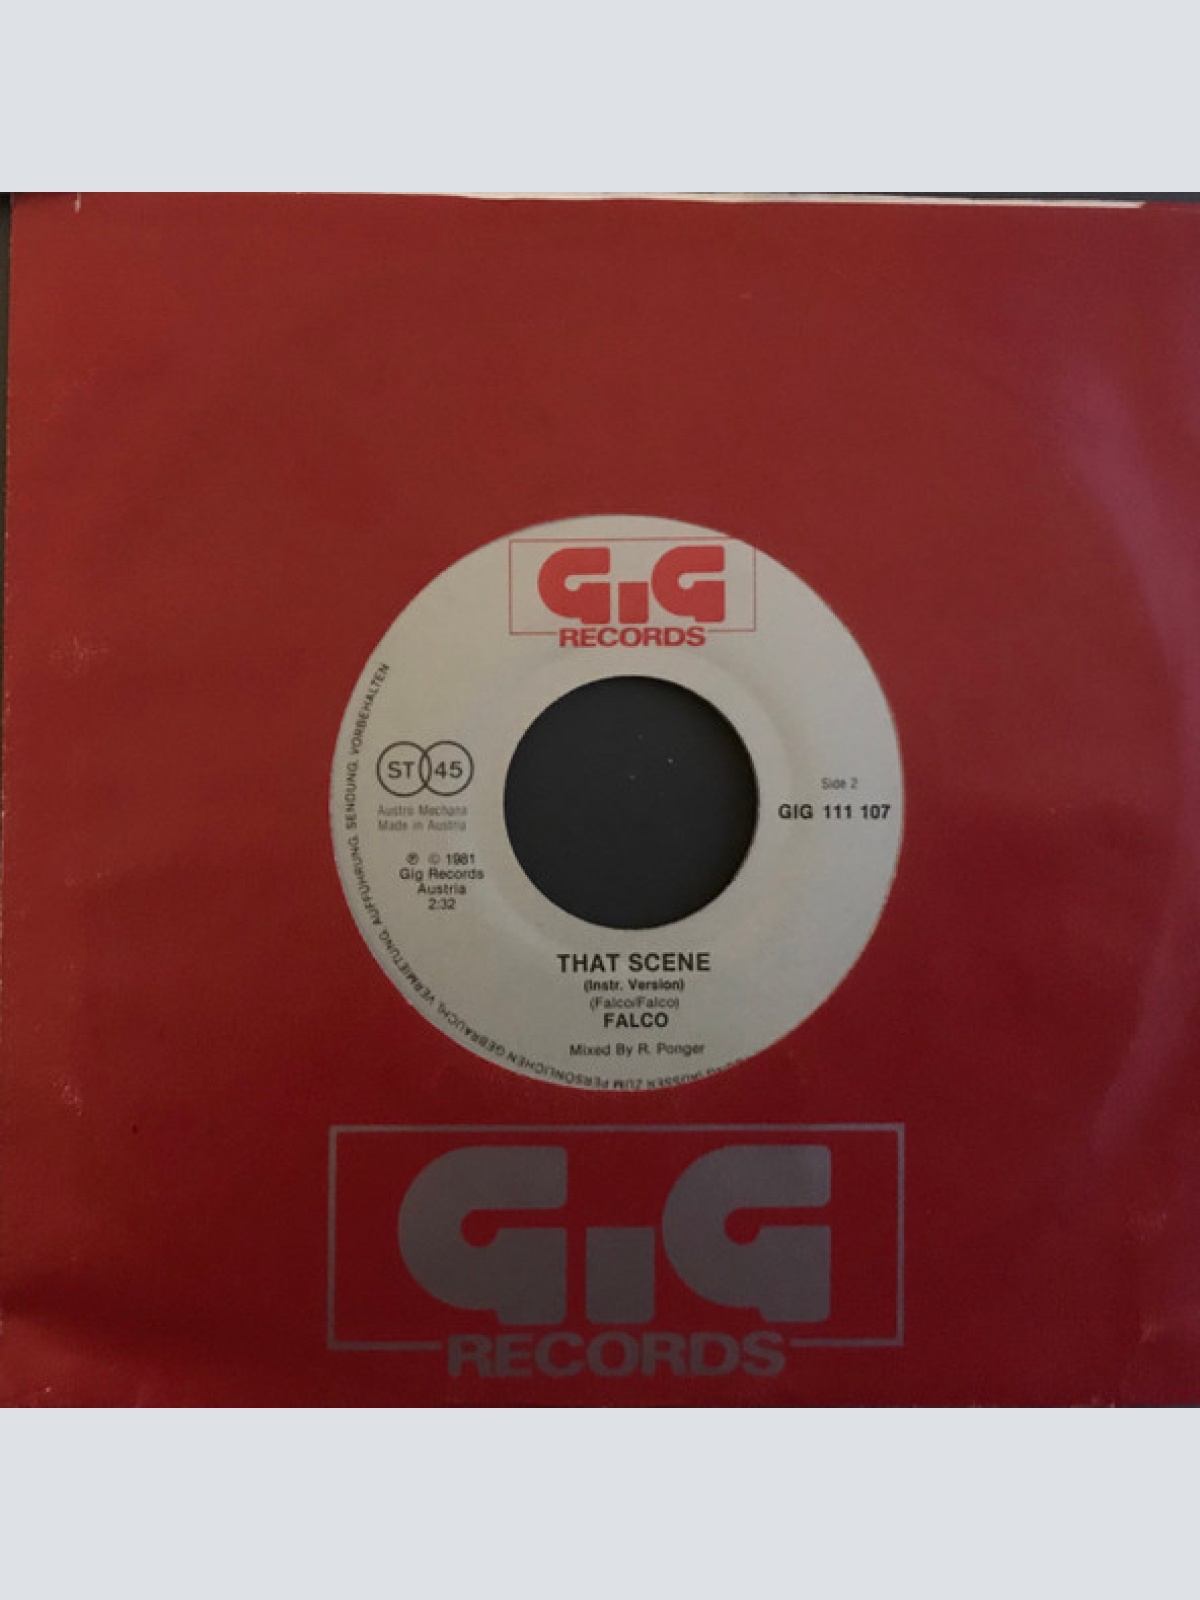 GiG
RECORDS
ST 45
Austro Mechana
Made in Austria
℗ © 1981
Gig Records
Austria
2:32
Side 2
GIG 111 107
THAT SCENE
(Instr. Version)
(Falco/Falco)
FALCO
Mixed By R. Ponger
(AUSSER ZUM PERSÖNLICHEN GEBRAUCH), VERMIETUNG, AUFFÜHRUNG, SENDUNG, VORBEHALTEN
GiG
RECORDS